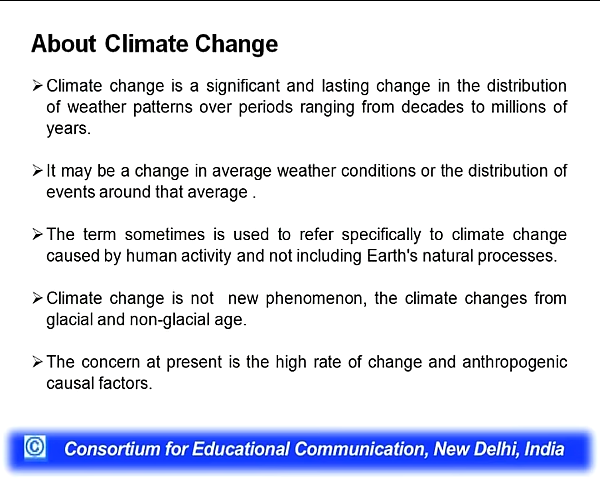 About Climate Change
➢Climate change is a significant and lasting change in the distribution
of weather patterns over periods ranging from decades to millions of
years.
➢It may be a change in average weather conditions or the distribution of
events around that average .
➢The term sometimes is used to refer specifically to climate change
caused by human activity and not including Earth's natural processes.
➢Climate change is not  new phenomenon, the climate changes from
glacial and non-glacial age.
➢The concern at present is the high rate of change and anthropogenic
causal factors.
© Consortium for Educational Communication, New Delhi, India